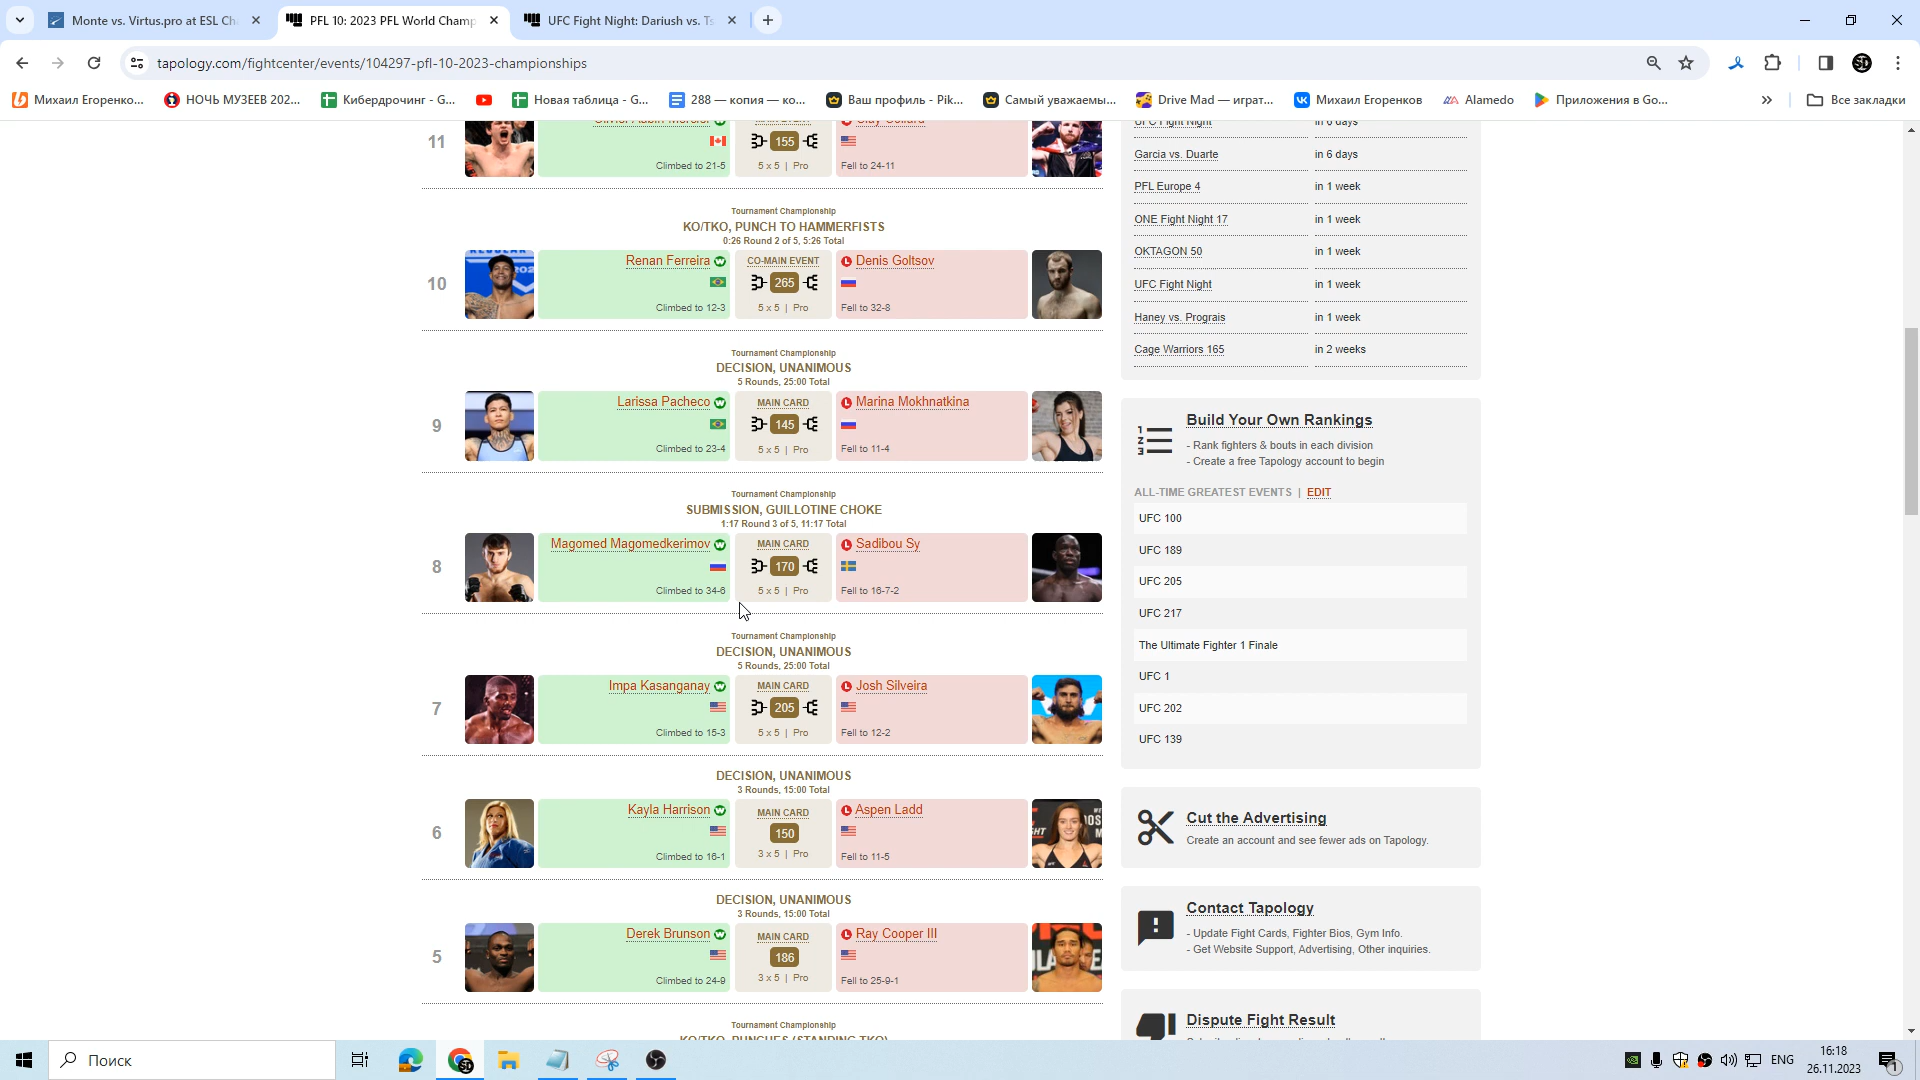 Monte vs. Virtus.pro at ESL Ch
PFL 10: 2023 PFL World Champ
UFC Fight Night: Dariush vs. Ts
tapology.com/fightcenter/events/104297-pfl-10-2023-championships
Михаил Егоренко...
НОЧЬ МУЗЕЕВ 202...
Кибердрочинг - G...
Новая таблица - G...
288 — копия — ко...
Ваш профиль - Pik...
Самый уважаемы...
Drive Mad — играт...
Михаил Егоренков
Alamedo
Приложения в Go...
Все закладки
11
155
Climbed to 21-5
5 x 5 | Pro
Fell to 24-11
Tournament Championship
KO/TKO, PUNCH TO HAMMERFISTS
0:26 Round 2 of 5, 5:26 Total
10
Renan Ferreira W
CO-MAIN EVENT
L Denis Goltsov
265
Climbed to 12-3
5 x 5 | Pro
Fell to 32-8
Tournament Championship
DECISION, UNANIMOUS
5 Rounds, 25:00 Total
9
Larissa Pacheco W
MAIN CARD
L Marina Mokhnatkina
145
Climbed to 23-4
5 x 5 | Pro
Fell to 11-4
Tournament Championship
SUBMISSION, GUILLOTINE CHOKE
1:17 Round 3 of 5, 11:17 Total
8
Magomed Magomedkerimov W
MAIN CARD
L Sadibou Sy
170
Climbed to 34-6
5 x 5 | Pro
Fell to 16-7-2
Tournament Championship
DECISION, UNANIMOUS
5 Rounds, 25:00 Total
7
Impa Kasanganay W
MAIN CARD
L Josh Silveira
205
Climbed to 15-3
5 x 5 | Pro
Fell to 12-2
DECISION, UNANIMOUS
3 Rounds, 15:00 Total
6
Kayla Harrison W
MAIN CARD
L Aspen Ladd
150
Climbed to 16-1
3 x 5 | Pro
Fell to 11-5
DECISION, UNANIMOUS
3 Rounds, 15:00 Total
5
Derek Brunson W
MAIN CARD
L Ray Cooper III
186
Climbed to 24-9
3 x 5 | Pro
Fell to 25-9-1
Tournament Championship
KO/TKO, PUNCHES (STANDING TKO)
UFC Fight Night in 6 days
Garcia vs. Duarte in 6 days
PFL Europe 4 in 1 week
ONE Fight Night 17 in 1 week
OKTAGON 50 in 1 week
UFC Fight Night in 1 week
Haney vs. Prograis in 1 week
Cage Warriors 165 in 2 weeks
Build Your Own Rankings
- Rank fighters & bouts in each division
- Create a free Tapology account to begin
ALL-TIME GREATEST EVENTS | EDIT
UFC 100
UFC 189
UFC 205
UFC 217
The Ultimate Fighter 1 Finale
UFC 1
UFC 202
UFC 139
Cut the Advertising
Create an account and see fewer ads on Tapology.
Contact Tapology
- Update Fight Cards, Fighter Bios, Gym Info.
- Get Website Support, Advertising, Other inquiries.
Dispute Fight Result
Поиск
ENG
16:18
26.11.2023
1